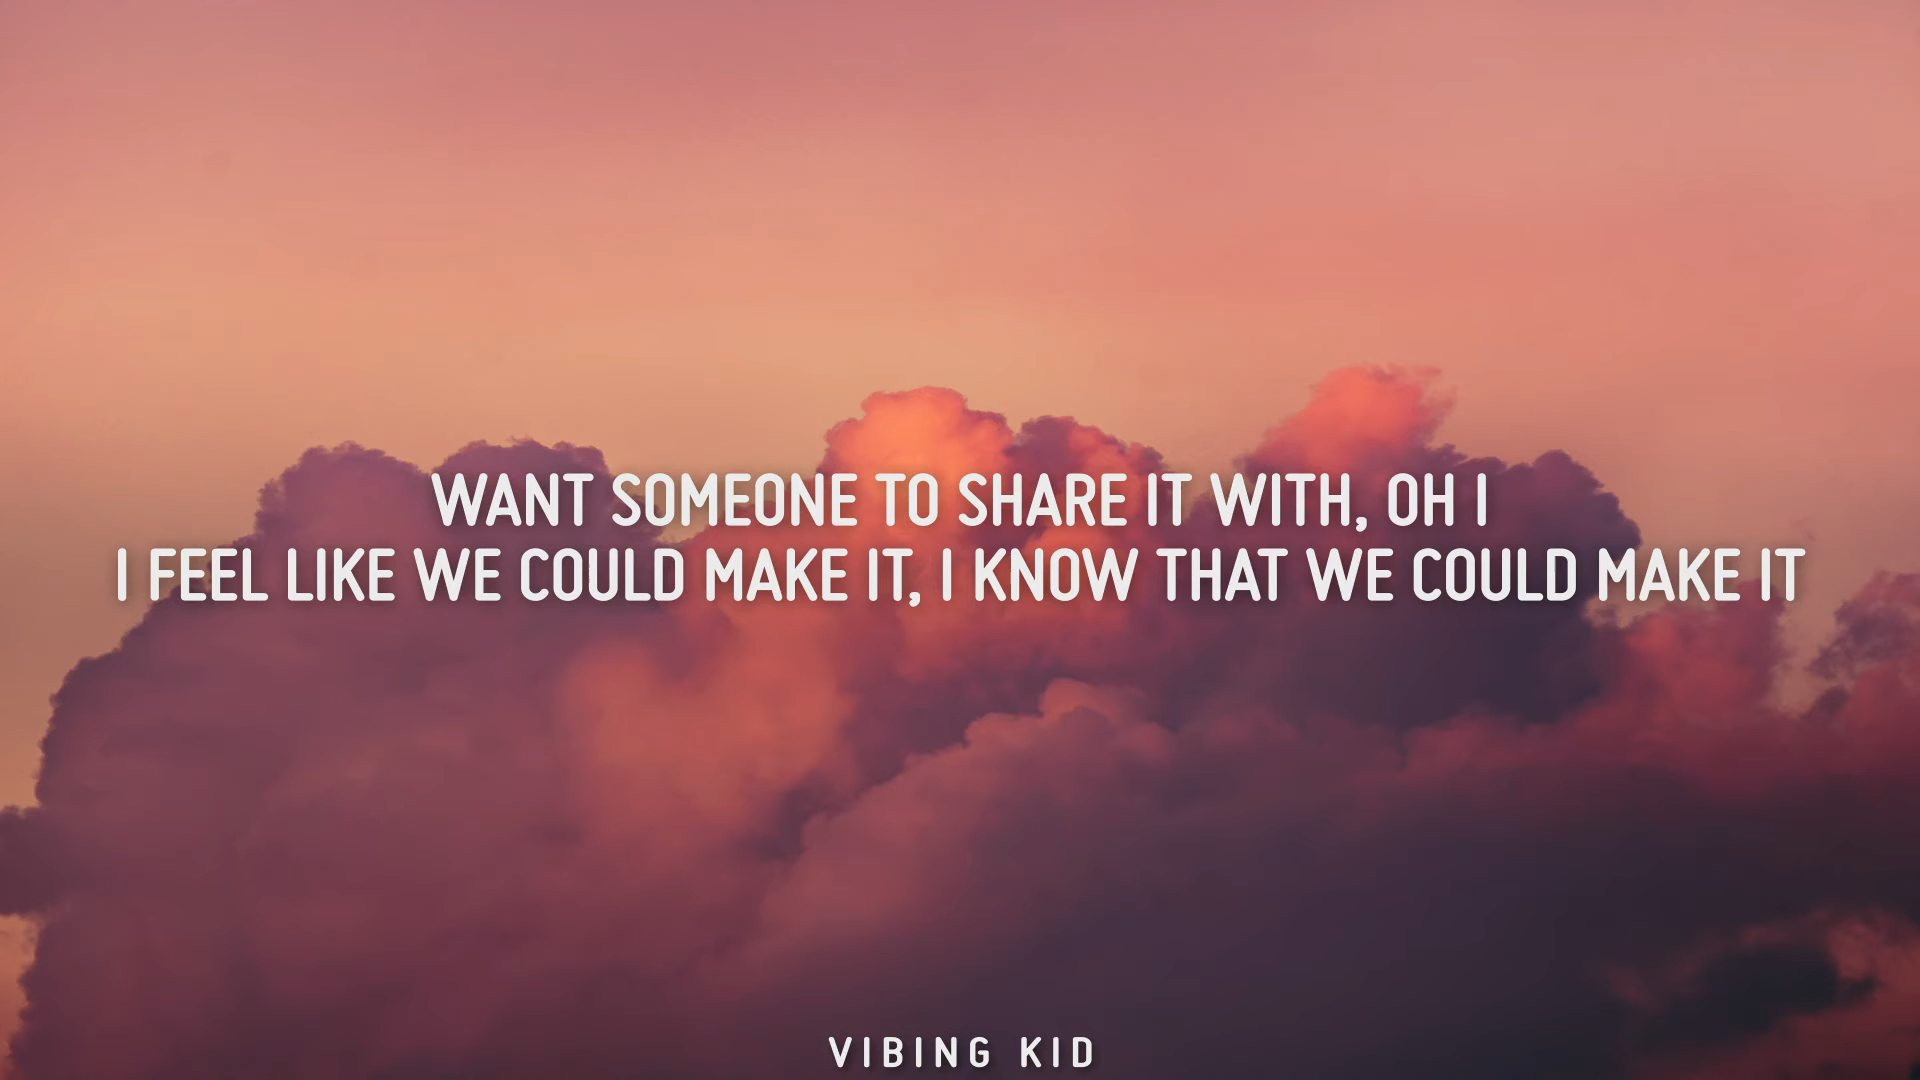 WANT SOMEONE TO SHARE IT WITH, OH I
I FEEL LIKE WE COULD MAKE IT, I KNOW THAT WE COULD MAKE IT
VIBING KID